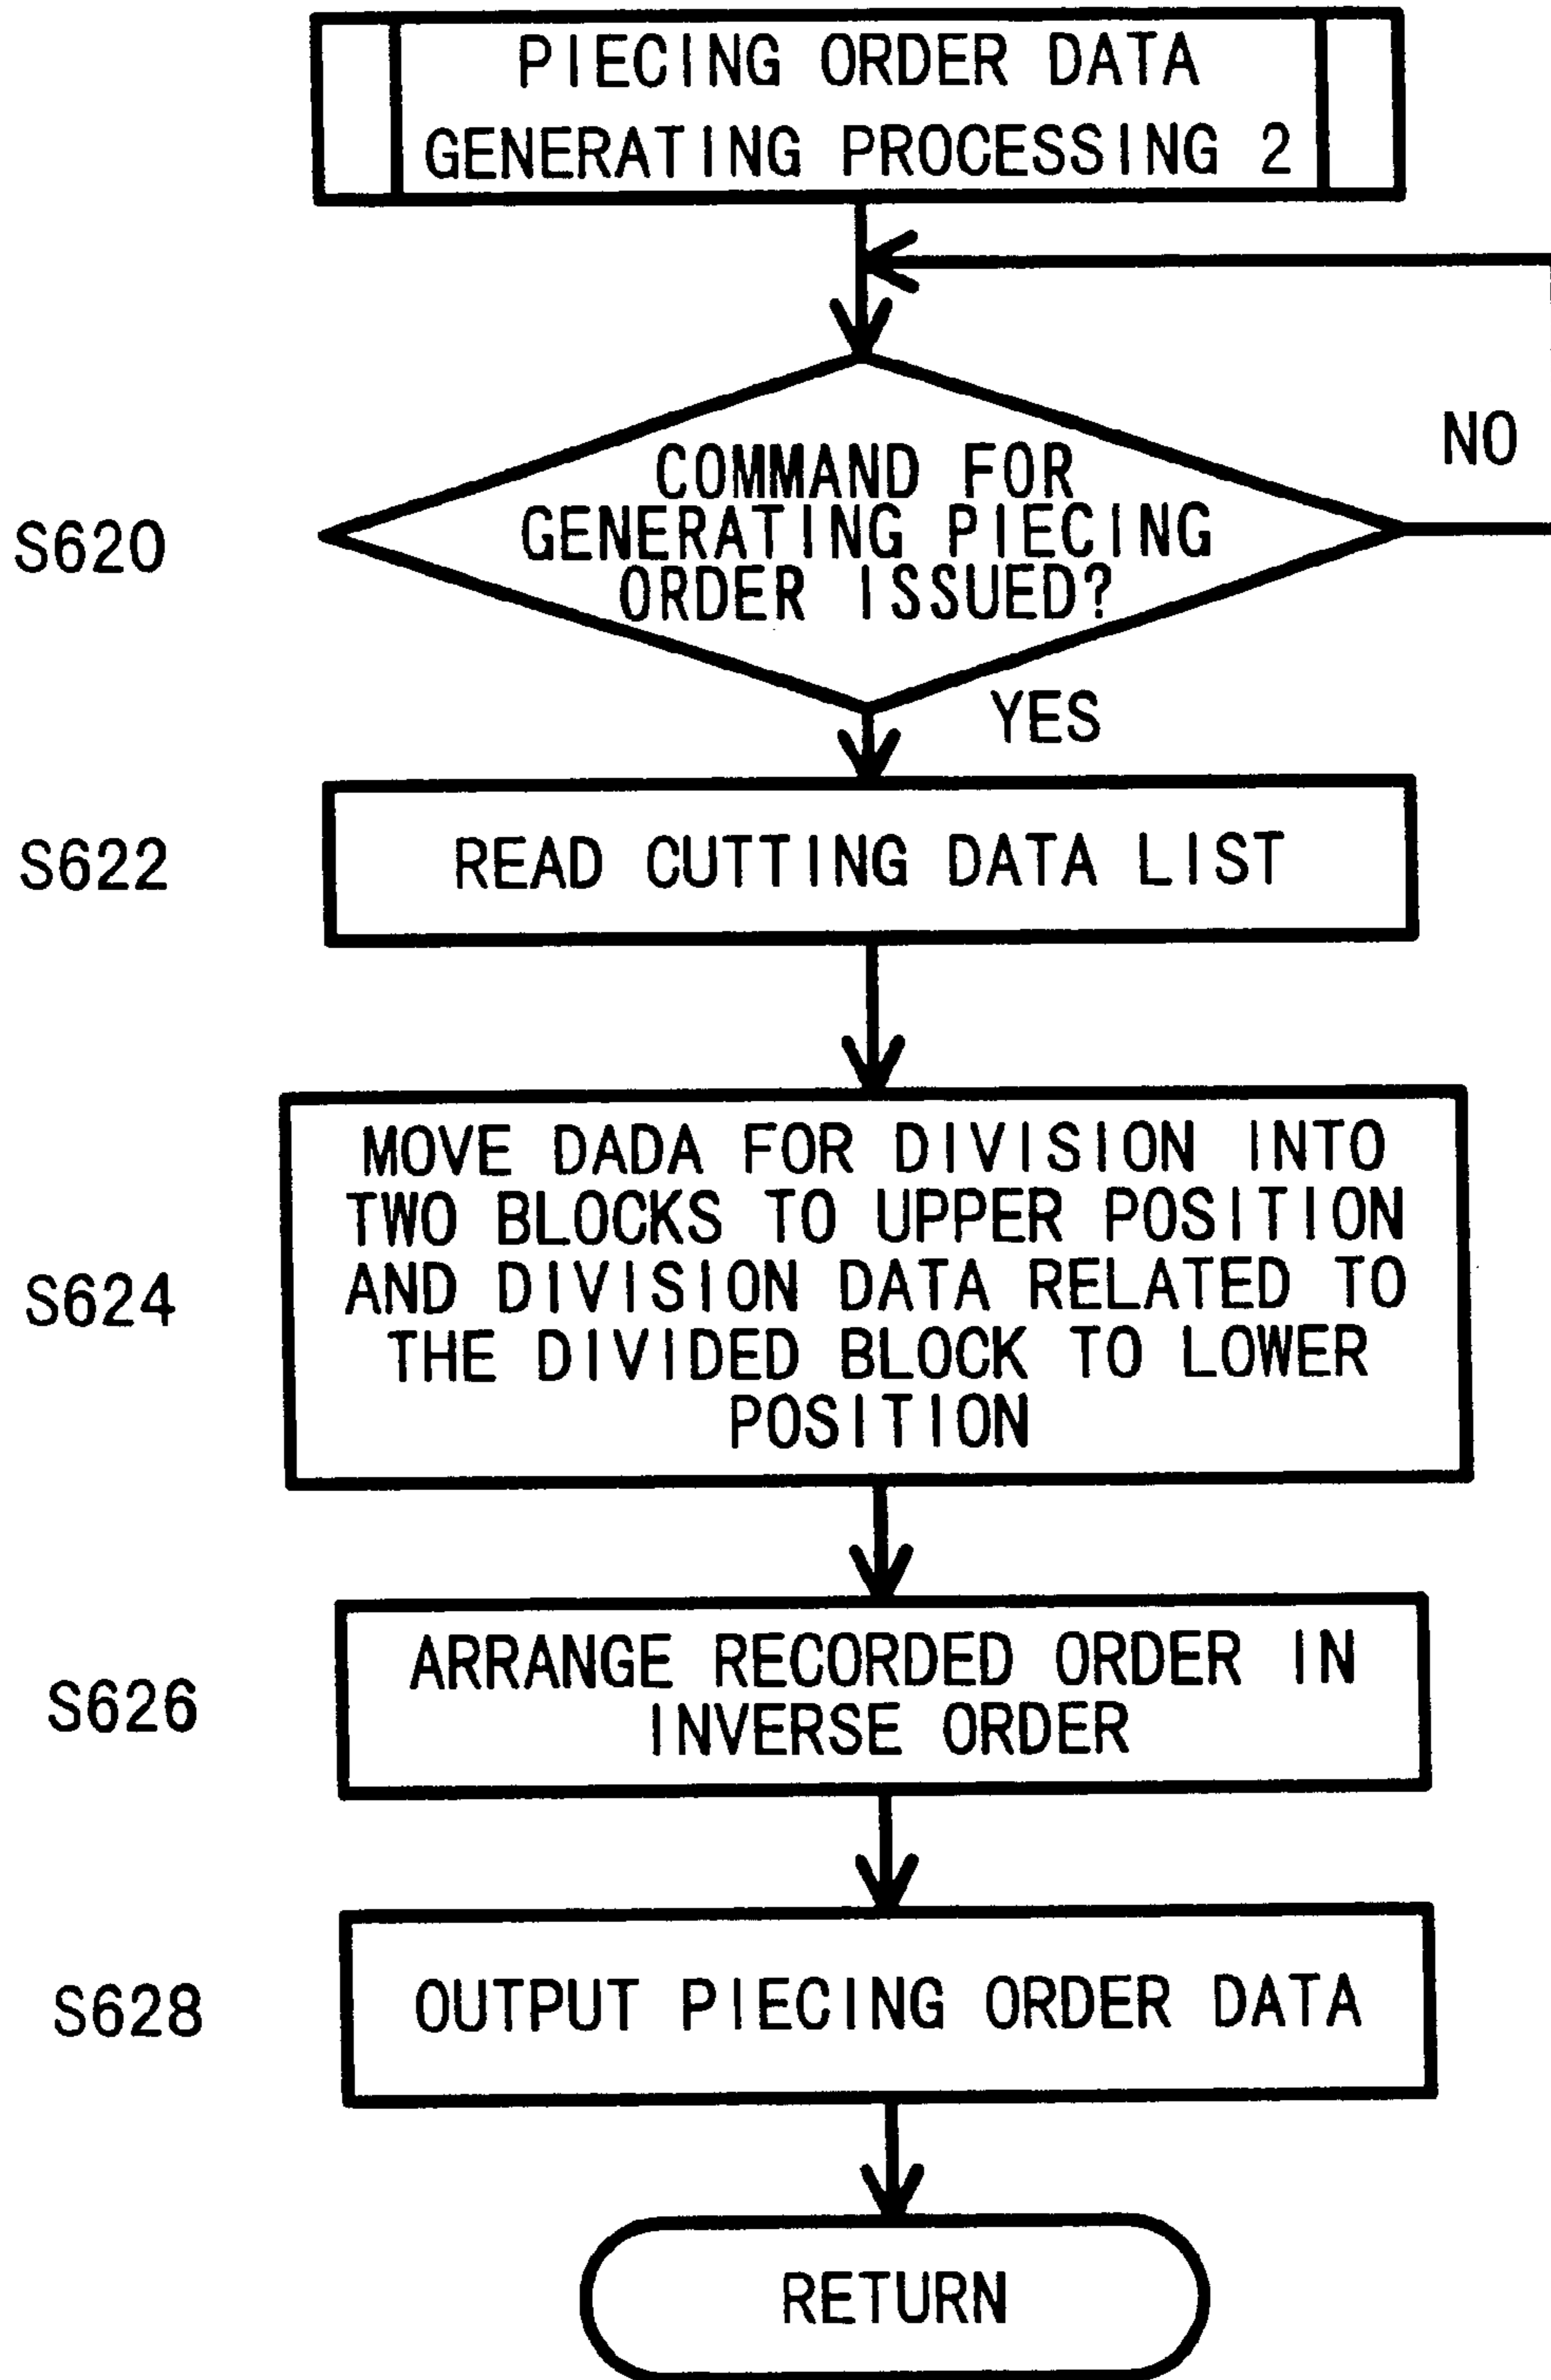 PIECING ORDER DATA
GENERATING PROCESSING 2
NO
COMMAND FOR
GENERATING PIECING
ORDER ISSUED?
S620
YES
S622
READ CUTTING DATA LIST
MOVE DADA FOR DIVISION INTO
TWO BLOCKS TO UPPER POSITION
AND DIVISION DATA RELATED TO
THE DIVIDED BLOCK TO LOWER
POSITION
S624
ARRANGE RECORDED ORDER IN
INVERSE ORDER
S626
S628
OUTPUT PIECING ORDER DATA
RETURN